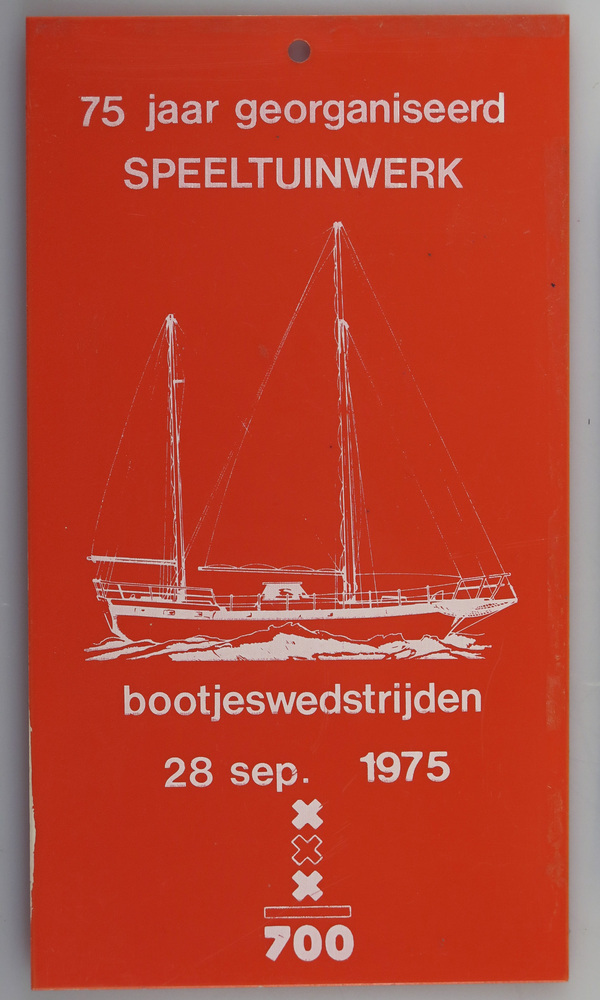 75 jaar georganiseerd
SPEELTUINWERK
bootjeswedstrijden
28 sep. 1975
700